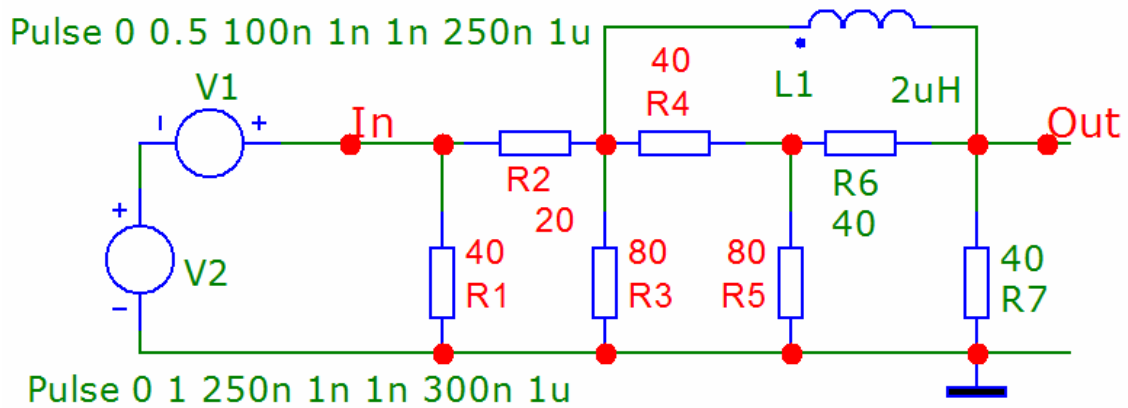 Pulse 0 0.5 100n 1n 1n 250n 1u
V1
In
V2
R2
20
40
R4
L1
2uH
R6
40
Out
40
R1
80
R3
80
R5
40
R7
Pulse 0 1 250n 1n 1n 300n 1u